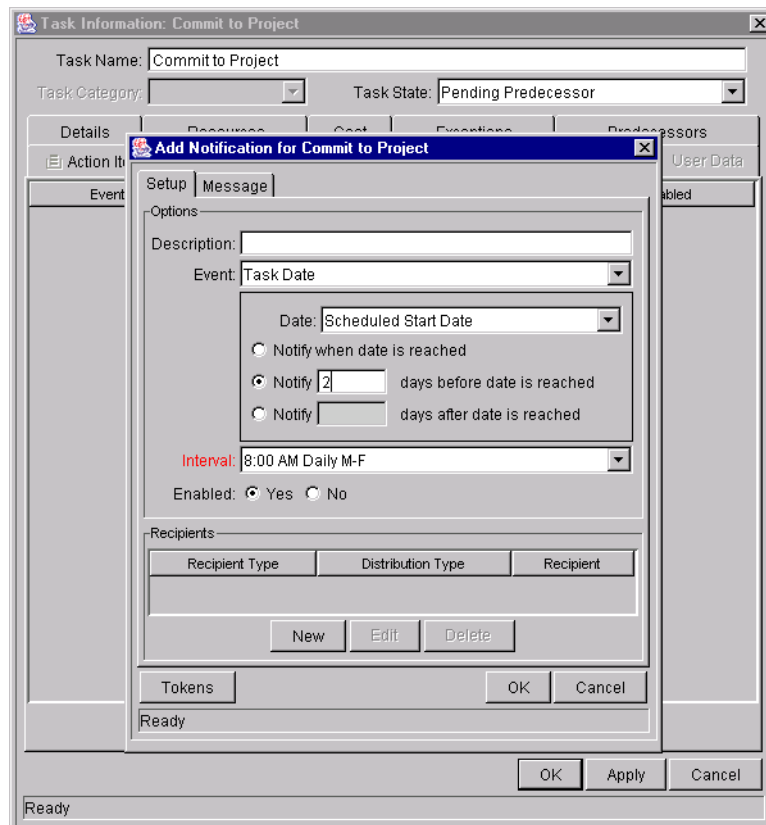 Task Information: Commit to Project
Task Name: Commit to Project
Task Category: Task State: Pending Predecessor
Details
Add Notification for Commit to Project
Action Ite User Data
Setup Message
Event
Options
Description:
Event: Task Date
Date: Scheduled Start Date
Notify when date is reached
Notify 2 days before date is reached
Notify days after date is reached
Interval: 8:00 AM Daily M-F
Enabled: Yes No
Recipients
Recipient Type Distribution Type Recipient
New Edit Delete
Tokens OK Cancel
Ready
OK Apply Cancel
Ready